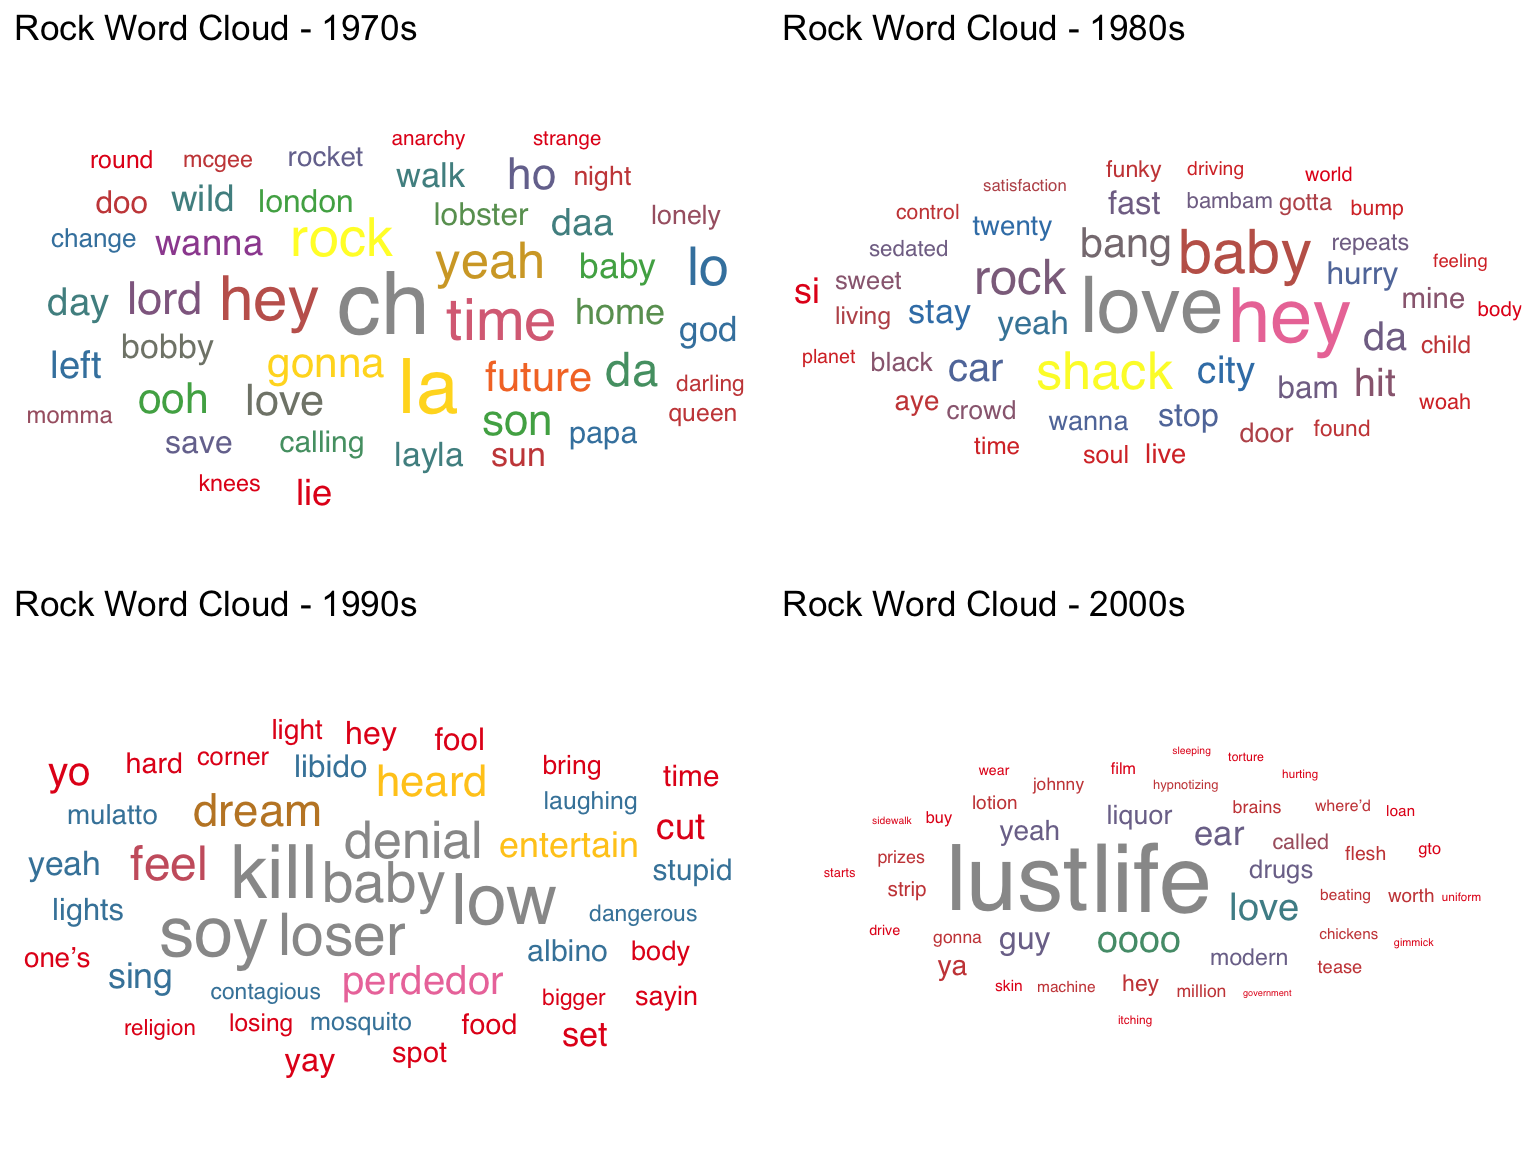 Rock Word Cloud - 1970s
anarchy strange
round mcgee rocket walk ho night
doo wild london lobster daa lonely
change wanna rock yeah baby lo
day lord hey ch time home god
left bobby gonna la future da darling
momma ooh love son papa queen
save calling layla sun
knees lie
Rock Word Cloud - 1980s
satisfaction funky driving world
control twenty fast bambam gotta bump
sedated bang baby repeats feeling
si sweet rock love hey hurry mine body
living stay yeah da child
planet black car shack city bam hit woah
aye crowd wanna stop door found
time soul live
Rock Word Cloud - 1990s
light hey fool
yo hard corner libido heard bring time
mulatto dream denial laughing cut
yeah feel kill baby entertain stupid
lights soy loser low dangerous
one’s sing albino body
contagious perdedor bigger sayin
religion losing mosquito food set
yay spot
Rock Word Cloud - 2000s
sleeping torture
wear johnny film hypnotizing hurting
lotion liquor brains where’d loan
sidewalk buy yeah ear called gto
starts prizes lustlife drugs flesh
strip love beating worth uniform
drive gonna guy oooo chickens gimmick
ya modern tease
skin machine hey million government
itching